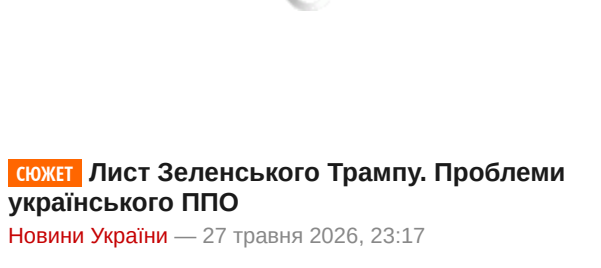 СЮЖЕТ Лист Зеленського Трампу. Проблеми
українського ППО
Новини України — 27 травня 2026, 23:17